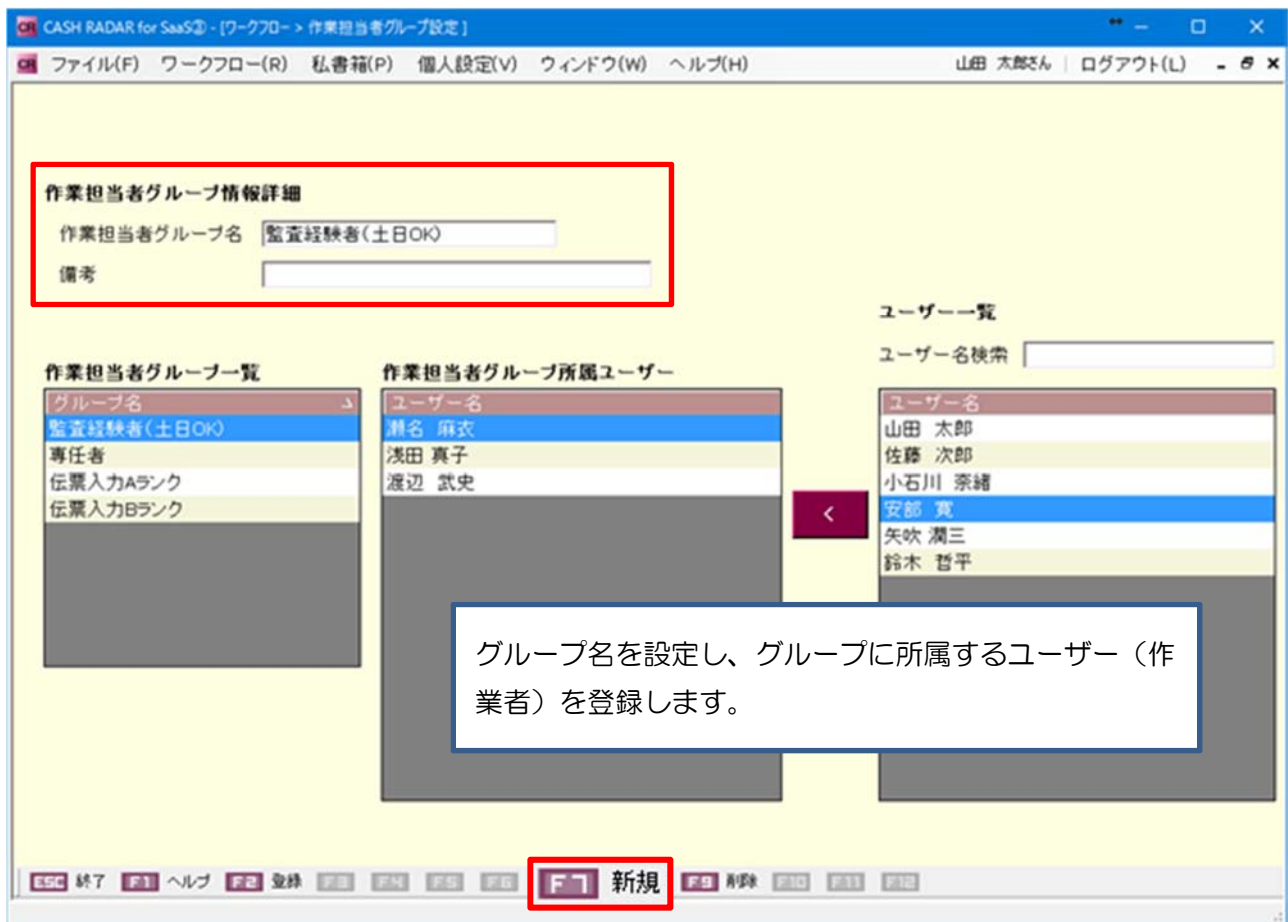 CR CASH RADAR for SaaS② - [ワークフロー > 作業担当者グループ設定]
CR ファイル(F) ワークフロー(R) 私書箱(P) 個人設定(V) ウィンドウ(W) ヘルプ(H) 山田 太郎さん ログアウト(L)
作業担当者グループ情報詳細
作業担当者グループ名 監査経験者(土日OK)
備考
ユーザー一覧
ユーザー名検索
作業担当者グループ一覧 作業担当者グループ所属ユーザー
グループ名 ユーザー名 ユーザー名
監査経験者(土日OK) 瀬名 麻衣 山田 太郎
専任者 浅田 真子 佐藤 次郎
伝票入力Aランク 渡辺 武史 小石川 奈緒
伝票入力Bランク < 安部 寛
矢吹 潤三
鈴木 哲平
グループ名を設定し、グループに所属するユーザー（作
業者）を登録します。
ESC 終了 F1 ヘルプ F2 登録 F3 F4 F5 F6 F7 新規 F9 削除 F10 F11 F12